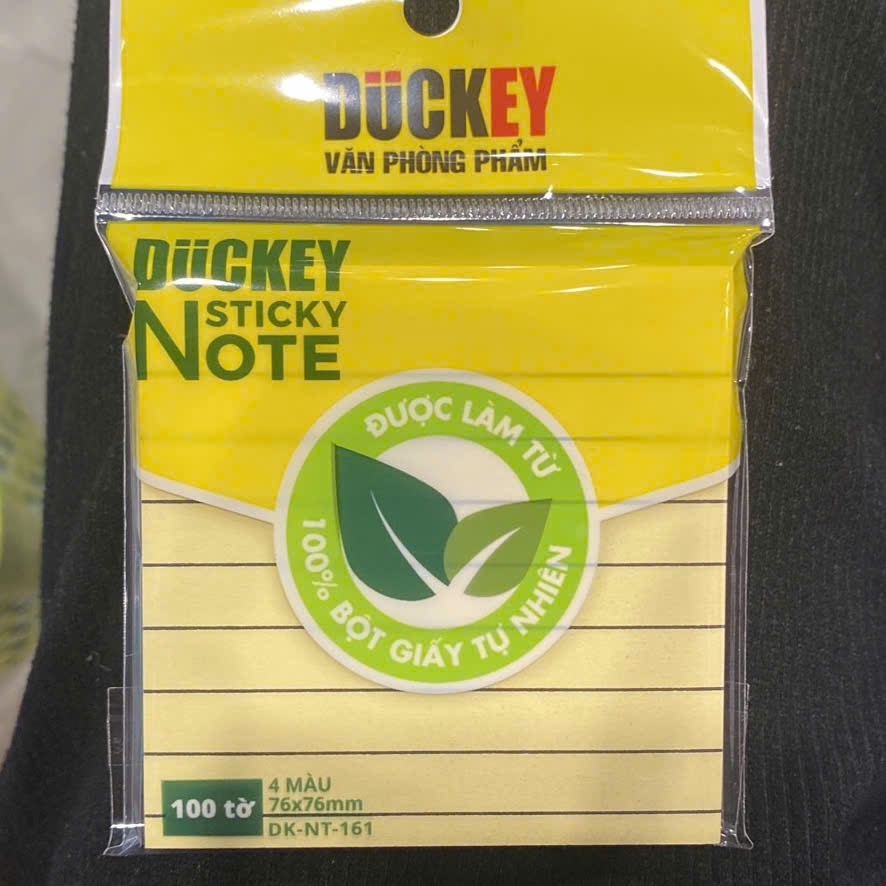 DÜCKEY
VĂN PHÒNG PHẨM
DÜCKEY
STICKY
NOTE
ĐƯỢC LÀM TỪ
100% BỘT GIẤY TỰ NHIÊN
100 tờ
4 MÀU
76x76mm
DK-NT-161